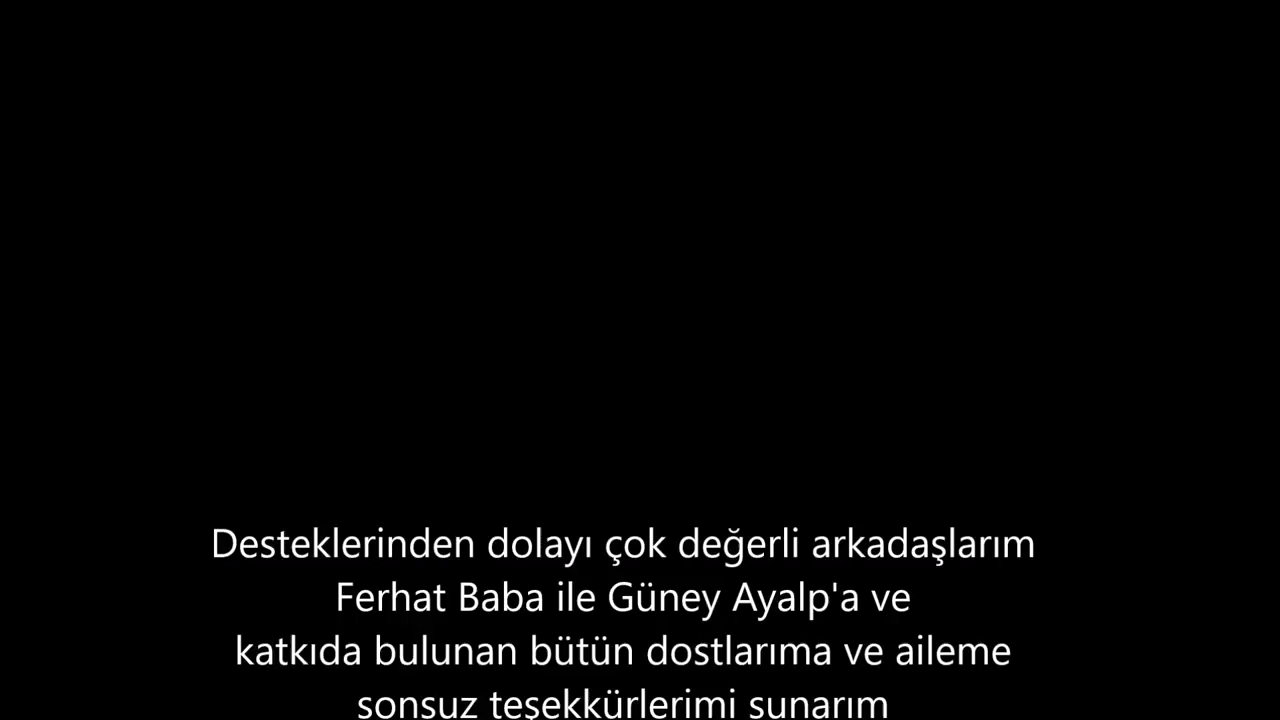 Desteklerinden dolayı çok değerli arkadaşlarım
Ferhat Baba ile Güney Ayalp'a ve
katkıda bulunan bütün dostlarıma ve aileme
sonsuz teşekkürlerimi sunarım